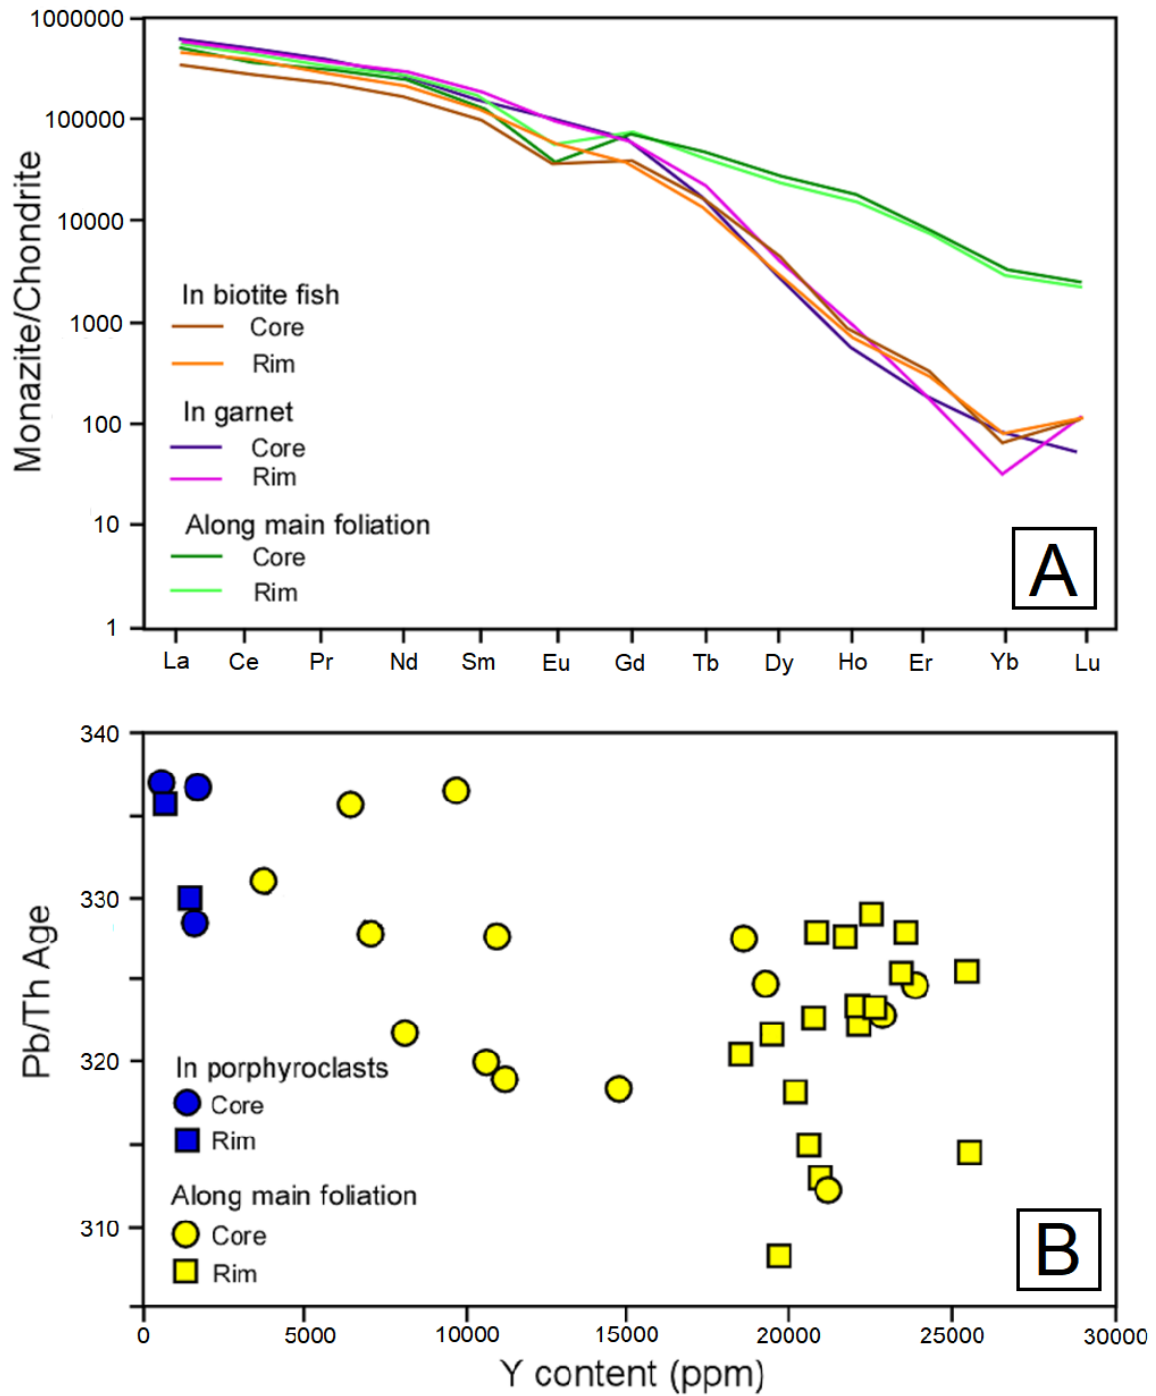 1000000
100000
10000
1000
100
10
1
Monazite/Chondrite
In biotite fish
Core
Rim
In garnet
Core
Rim
Along main foliation
Core
Rim
A
La Ce Pr Nd Sm Eu Gd Tb Dy Ho Er Yb Lu
340
330
320
310
Pb/Th Age
In porphyroclasts
Core
Rim
Along main foliation
Core
Rim
B
0 5000 10000 15000 20000 25000 30000
Y content (ppm)